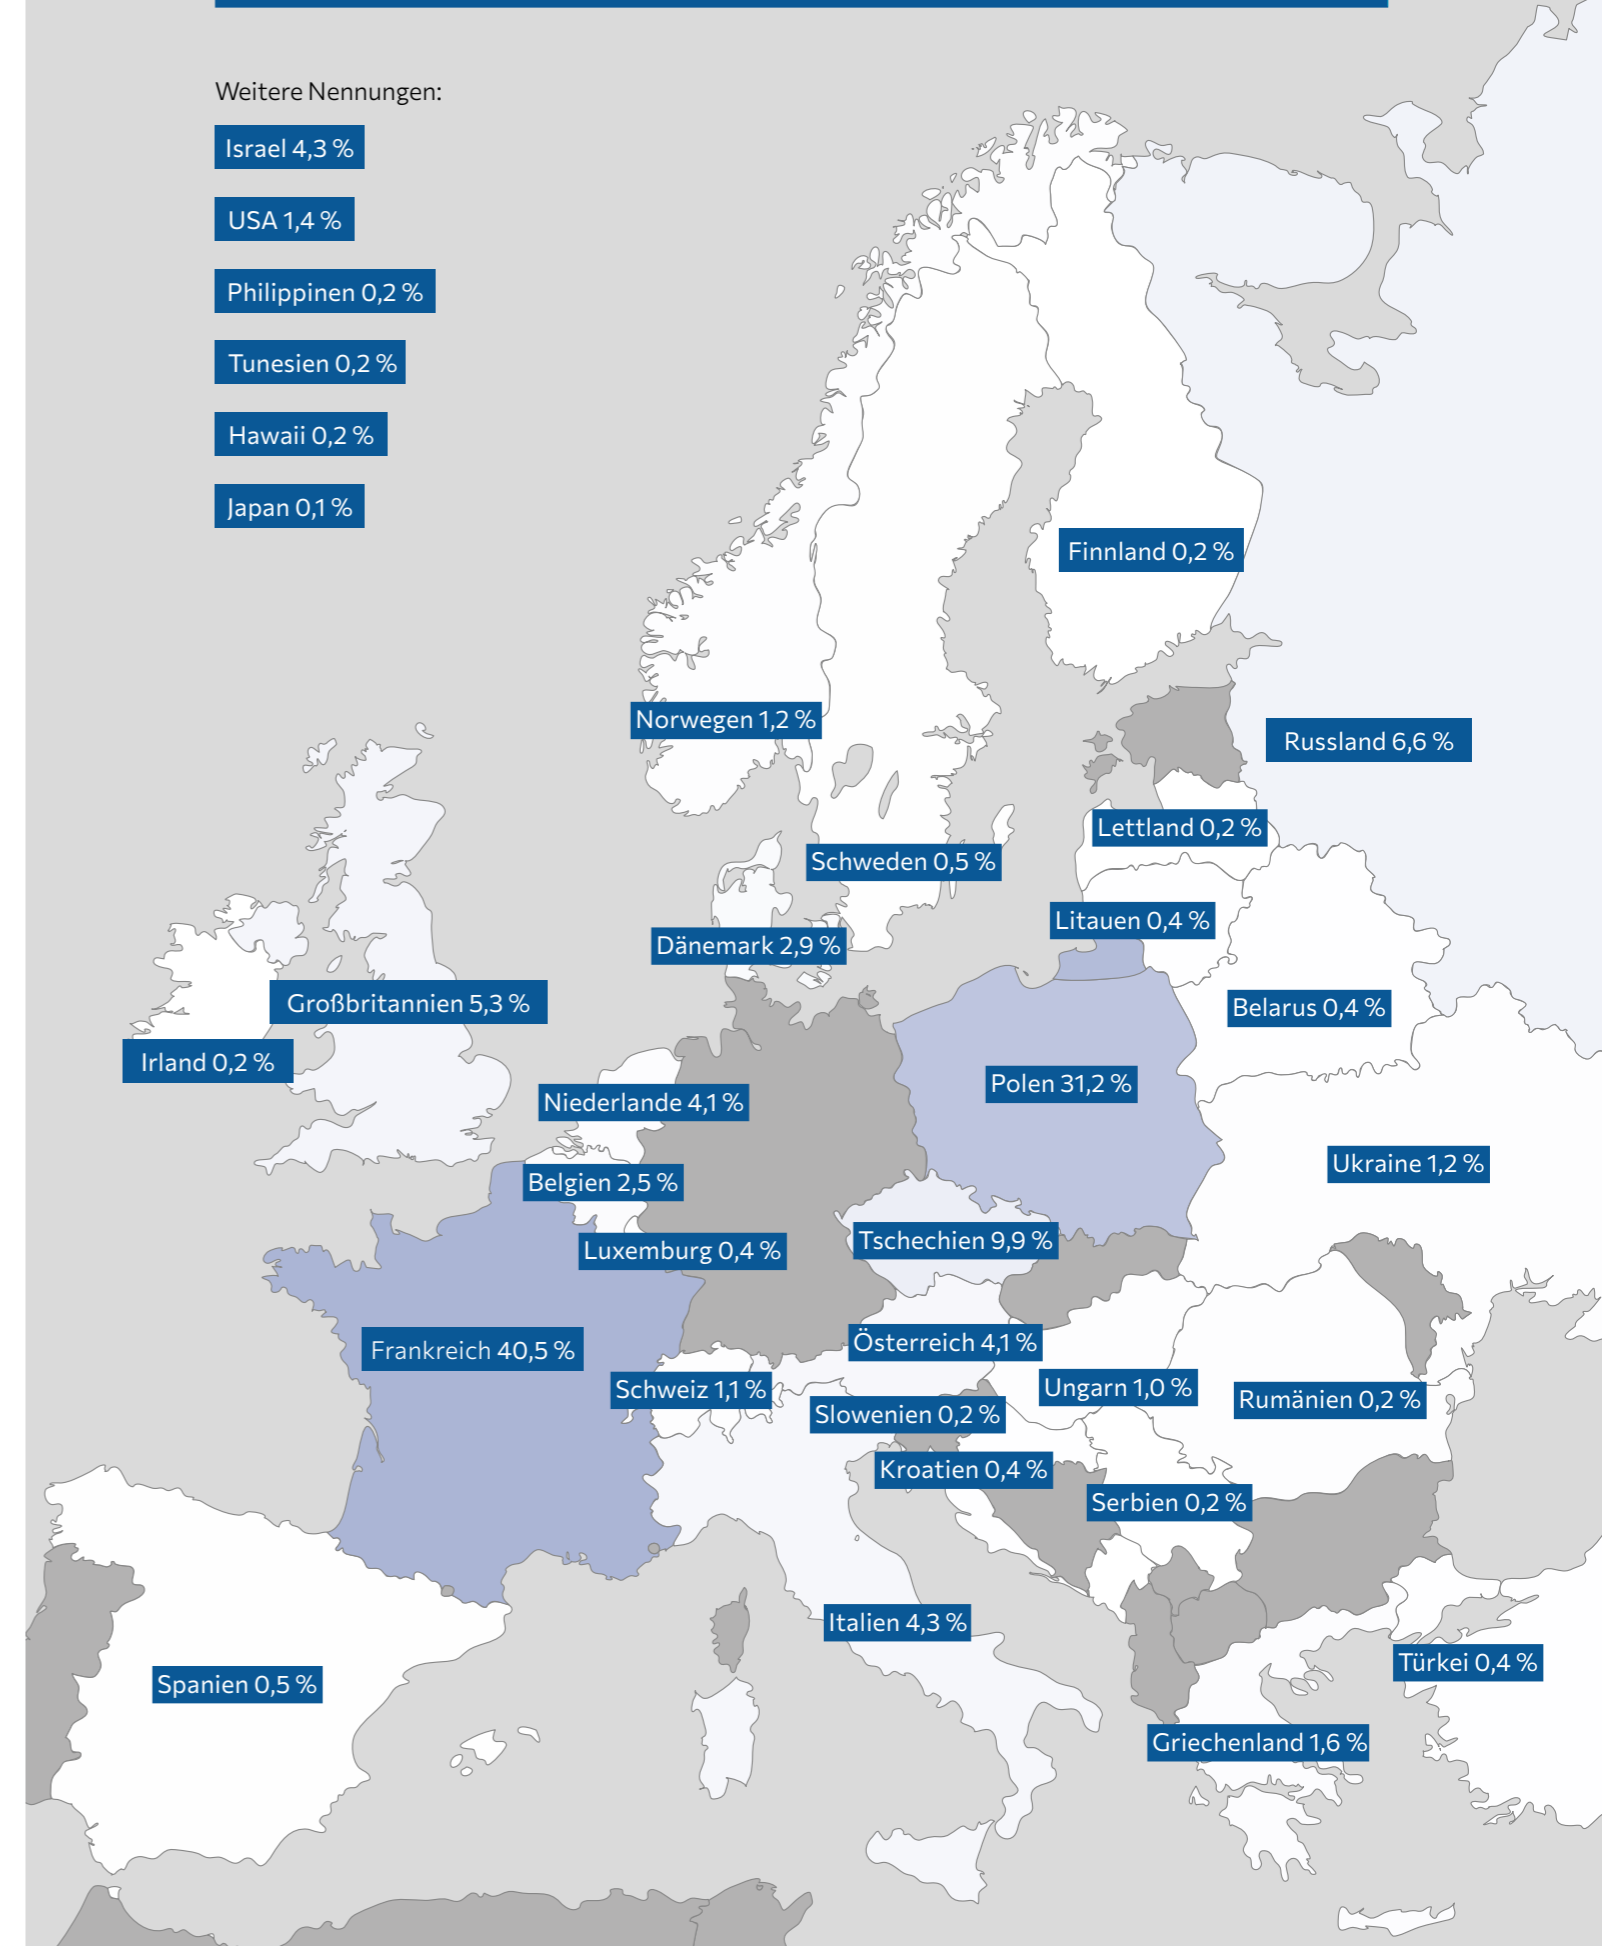 Weitere Nennungen:
Israel 4,3 %
USA 1,4 %
Philippinen 0,2 %
Tunesien 0,2 %
Hawaii 0,2 %
Japan 0,1 %
Finnland 0,2 %
Norwegen 1,2 %
Russland 6,6 %
Lettland 0,2 %
Schweden 0,5 %
Litauen 0,4 %
Dänemark 2,9 %
Großbritannien 5,3 %
Belarus 0,4 %
Irland 0,2 %
Polen 31,2 %
Niederlande 4,1 %
Ukraine 1,2 %
Belgien 2,5 %
Tschechien 9,9 %
Luxemburg 0,4 %
Österreich 4,1 %
Frankreich 40,5 %
Schweiz 1,1 %
Ungarn 1,0 %
Rumänien 0,2 %
Slowenien 0,2 %
Kroatien 0,4 %
Serbien 0,2 %
Italien 4,3 %
Türkei 0,4 %
Spanien 0,5 %
Griechenland 1,6 %